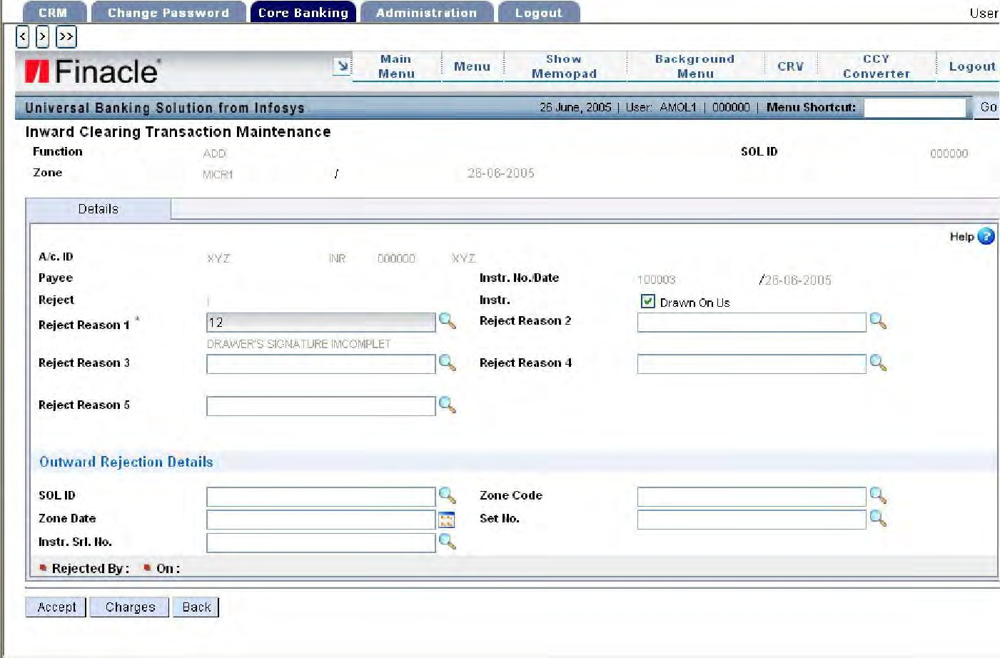 CRM Change Password Core Banking Administration Logout User
< > >>
Finacle Main Menu Menu Show Memopad Background Menu CRV CCY Converter Logout
Universal Banking Solution from Infosys 26 June, 2005 | User: AMOL1 | 000000 | Menu Shortcut: Go
Inward Clearing Transaction Maintenance
Function ADD SOL ID 000000
Zone MICR1 / 26-06-2005
Details
Help ?
A/c. ID XYZ INR 000000 XYZ
Payee Instr. No./Date 100003 /26-06-2005
Reject I Instr. Drawn On Us
Reject Reason 1 * 12 Reject Reason 2
DRAWER'S SIGNATURE IMCOMPLET
Reject Reason 3 Reject Reason 4
Reject Reason 5
Outward Rejection Details
SOL ID Zone Code
Zone Date Set No.
Instr. Srl. No.
Rejected By : On :
Accept Charges Back